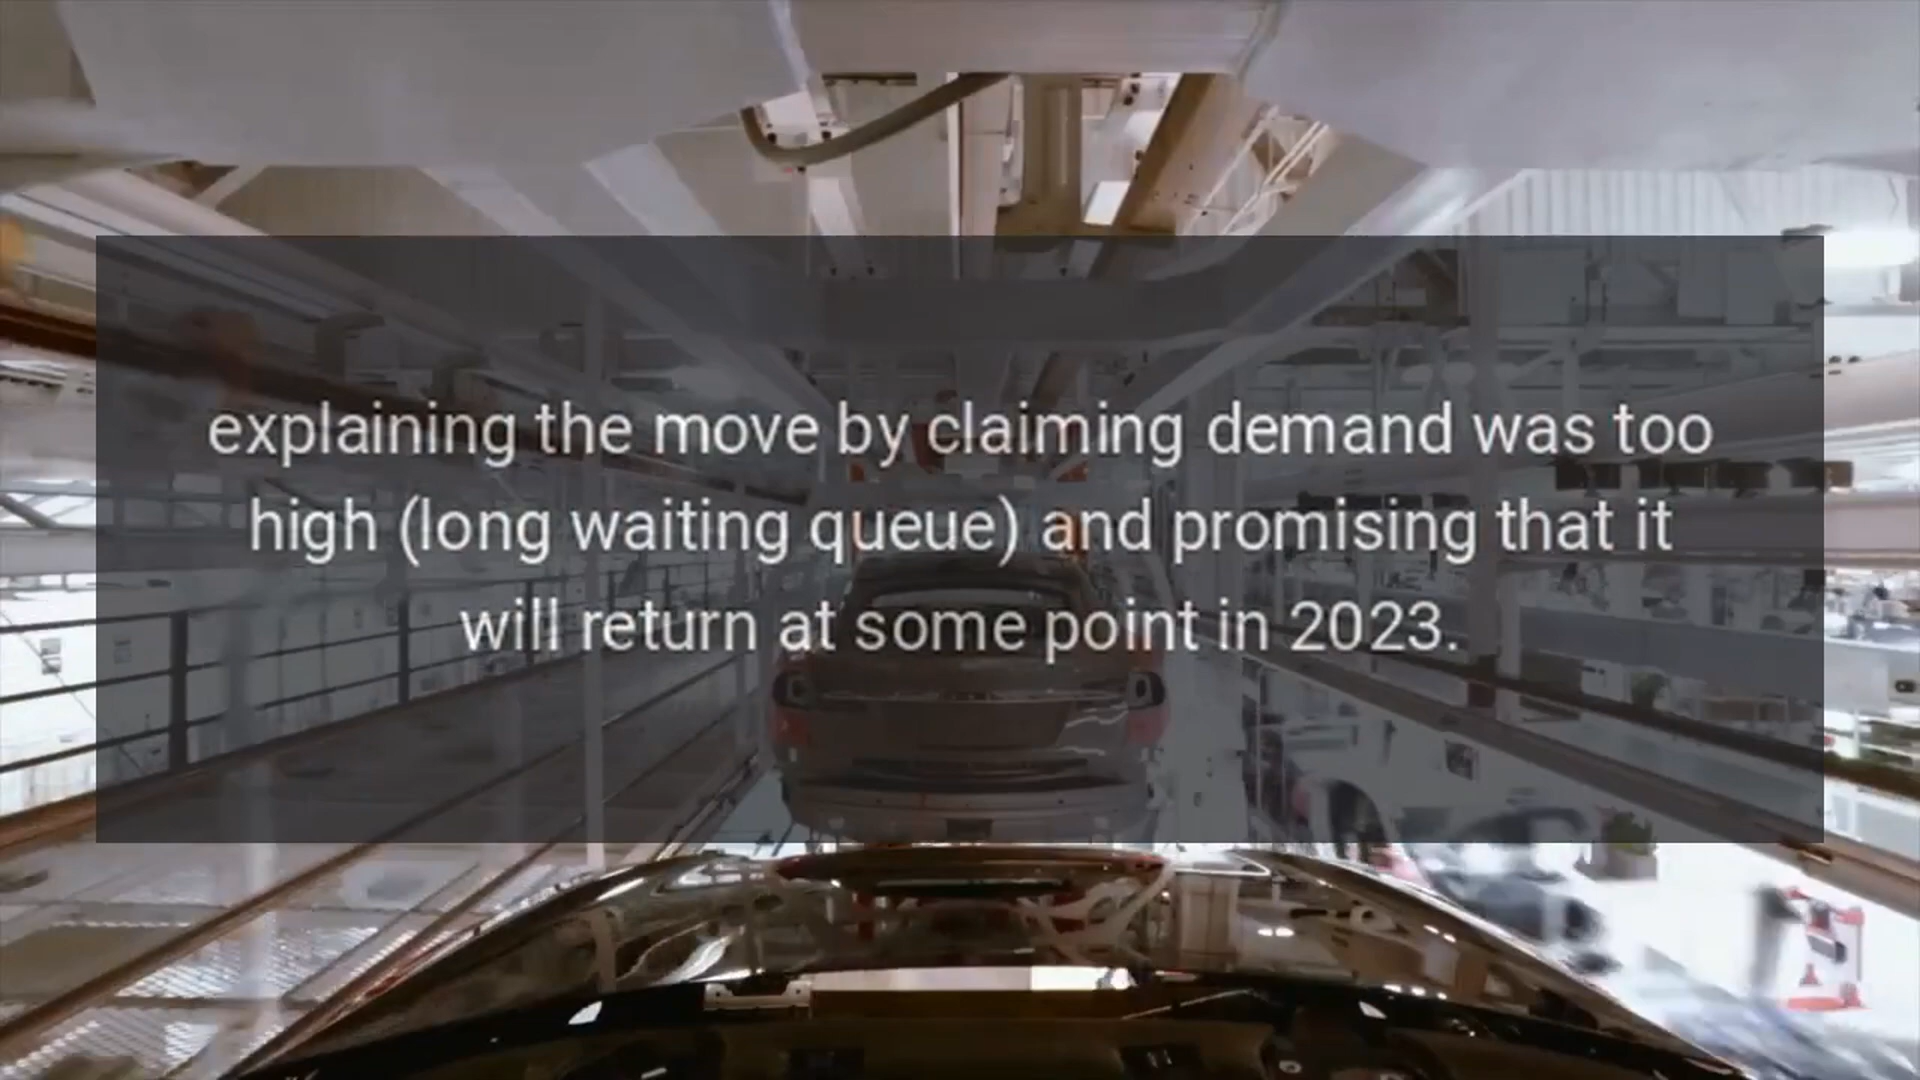 explaining the move by claiming demand was too
high (long waiting queue) and promising that it
will return at some point in 2023.